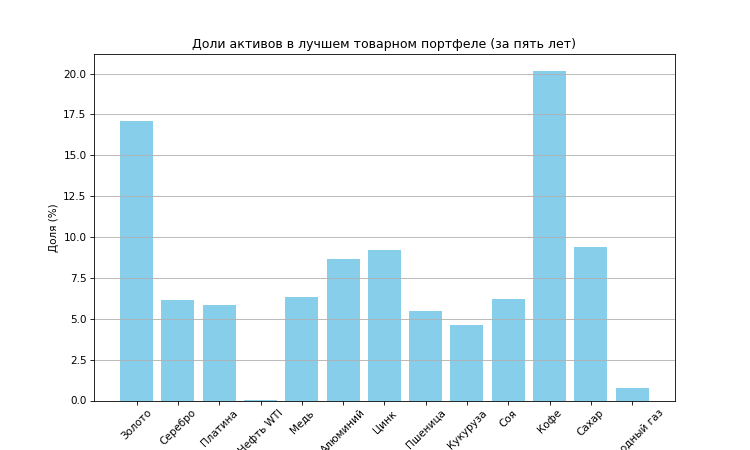 Доли активов в лучшем товарном портфеле (за пять лет)
Доля (%)
20.0
17.5
15.0
12.5
10.0
7.5
5.0
2.5
0.0
Золото
Серебро
Платина
Нефть WTI
Медь
Алюминий
Цинк
Пшеница
Кукуруза
Соя
Кофе
Сахар
газ